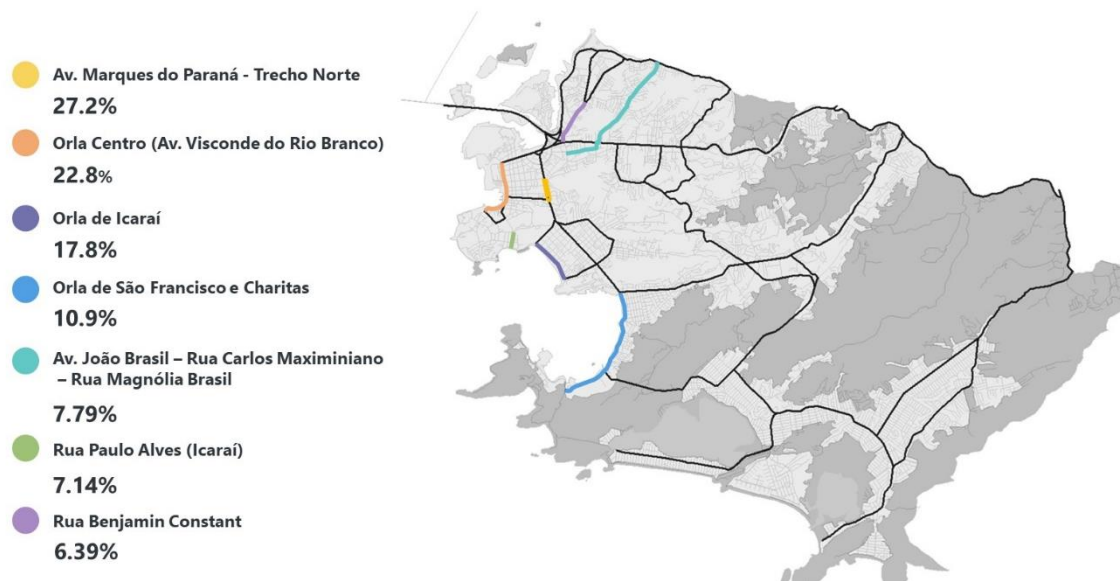 Av. Marques do Paraná - Trecho Norte
27.2%
Orla Centro (Av. Visconde do Rio Branco)
22.8%
Orla de Icaraí
17.8%
Orla de São Francisco e Charitas
10.9%
Av. João Brasil – Rua Carlos Maximiniano
– Rua Magnólia Brasil
7.79%
Rua Paulo Alves (Icaraí)
7.14%
Rua Benjamin Constant
6.39%